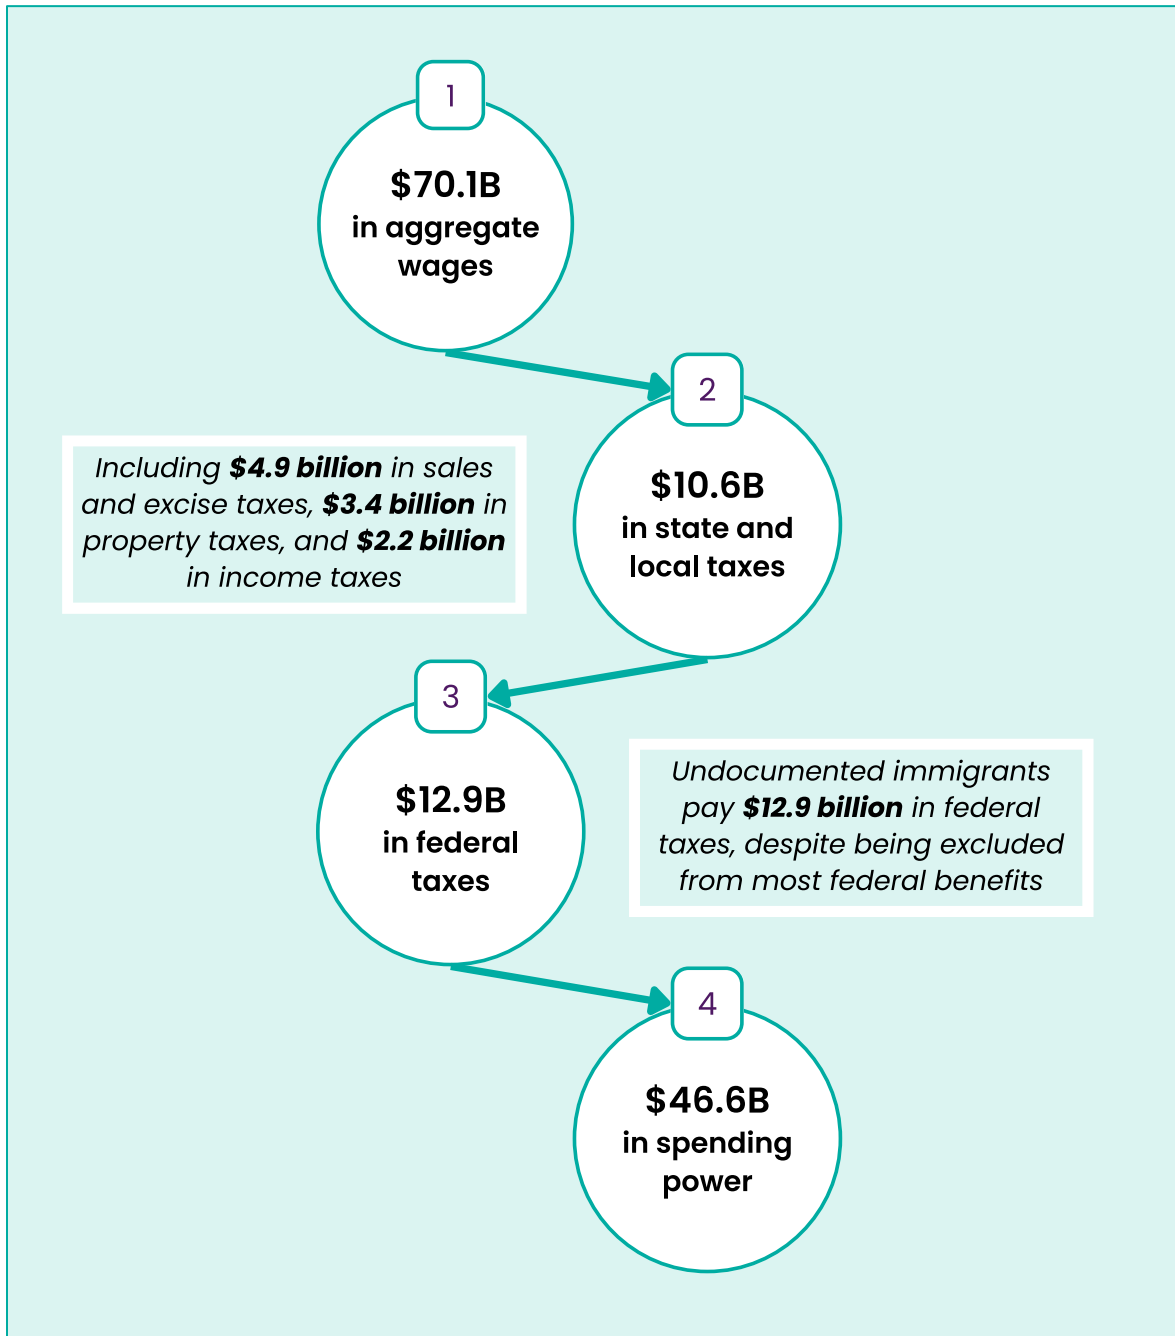 1
$70.1B
in aggregate
wages
2
$10.6B
in state and
local taxes
Including $4.9 billion in sales
and excise taxes, $3.4 billion in
property taxes, and $2.2 billion
in income taxes
3
$12.9B
in federal
taxes
Undocumented immigrants
pay $12.9 billion in federal
taxes, despite being excluded
from most federal benefits
4
$46.6B
in spending
power